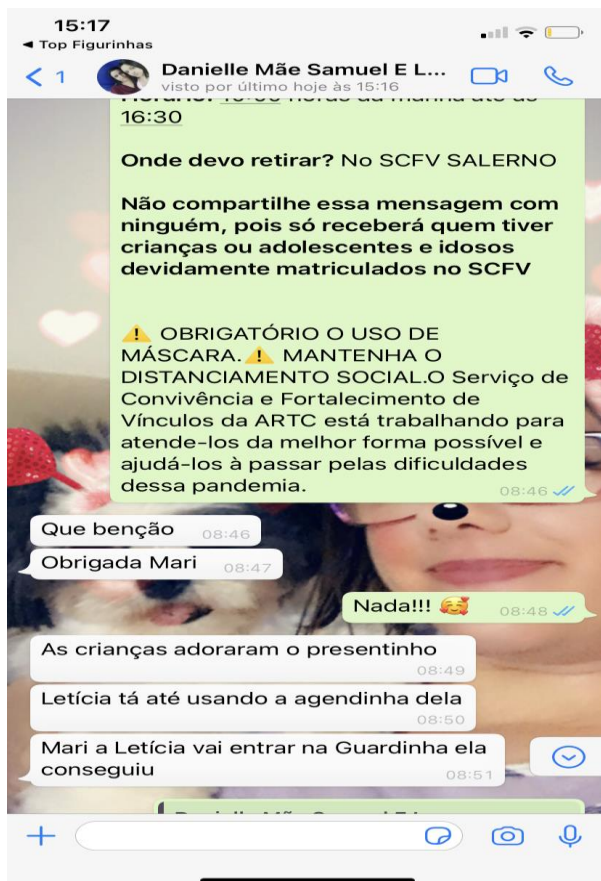 15:17
◄ Top Figurinhas
1
Danielle Mãe Samuel E L...
visto por último hoje às 15:16
16:30
Onde devo retirar? No SCFV SALERNO
Não compartilhe essa mensagem com
ninguém, pois só receberá quem tiver
crianças ou adolescentes e idosos
devidamente matriculados no SCFV
⚠️ OBRIGATÓRIO O USO DE
MÁSCARA.⚠️ MANTENHA O
DISTANCIAMENTO SOCIAL.O Serviço de
Convivência e Fortalecimento de
Vínculos da ARTC está trabalhando para
atende-los da melhor forma possível e
ajudá-los à passar pelas dificuldades
dessa pandemia.
08:46
Que benção 08:46
Obrigada Mari 08:47
Nada!!! 🥰 08:48
As crianças adoraram o presentinho
08:49
Letícia tá até usando a agendinha dela
08:50
Mari a Letícia vai entrar na Guardinha ela
conseguiu 08:51